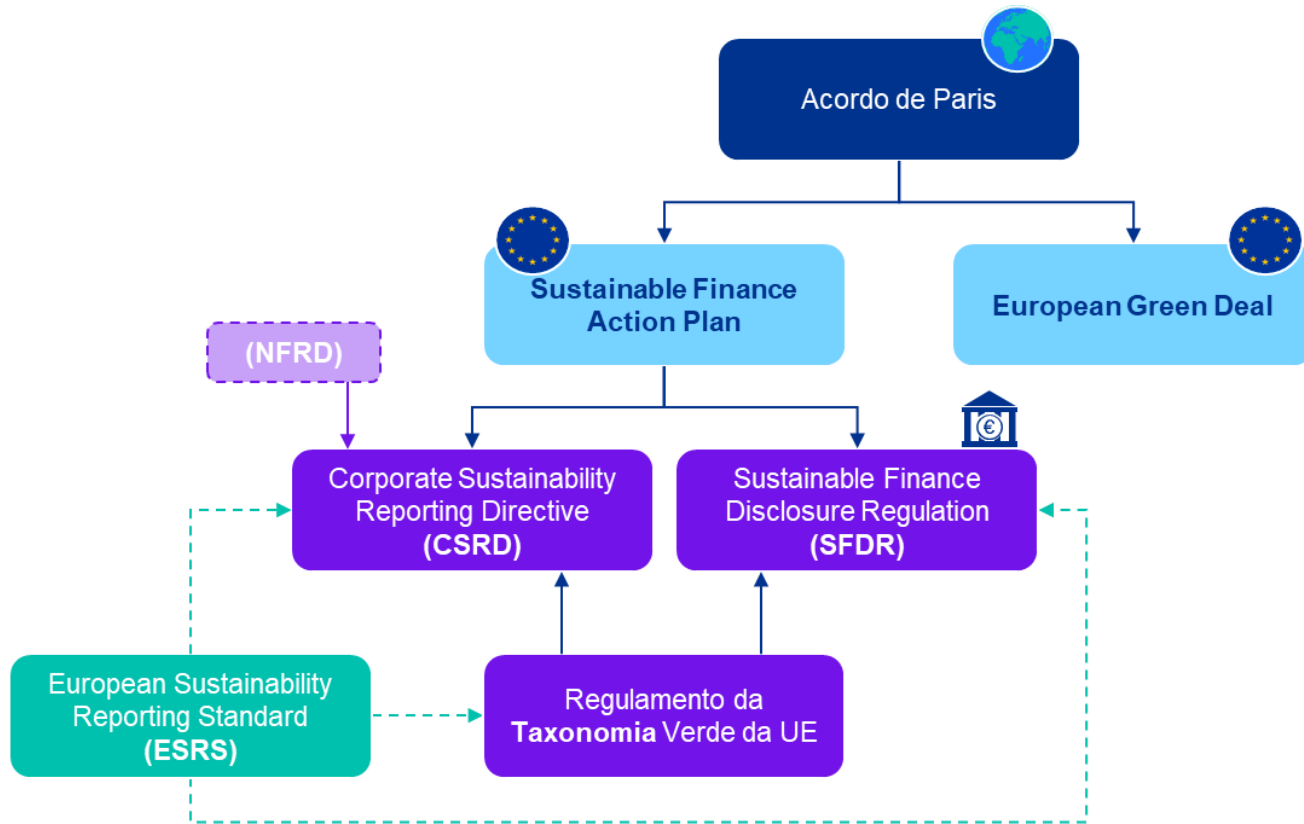 Acordo de Paris
Sustainable Finance
Action Plan
European Green Deal
(NFRD)
Corporate Sustainability
Reporting Directive
(CSRD)
Sustainable Finance
Disclosure Regulation
(SFDR)
€
European Sustainability
Reporting Standard
(ESRS)
Regulamento da
Taxonomia Verde da UE